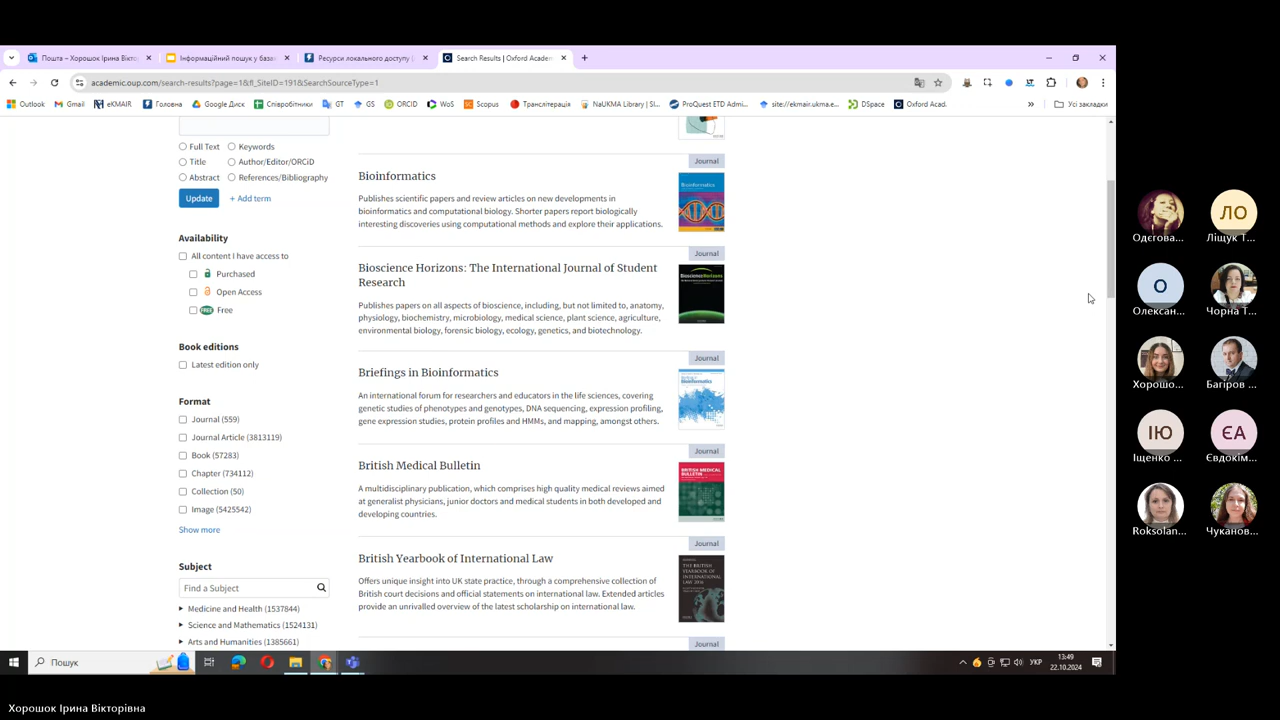 Пошта – Хорошок Ірина Вікто
Інформаційний пошук у база
Ресурси локального доступу (
Search Results | Oxford Academ
academic.oup.com/search-results?page=1&fl_SiteID=191&SearchSourceType=1
Outlook
Gmail
eKMAIR
Головна
Google Диск
Співробітники
GT
GS
ORCID
WoS
Scopus
Транслітерація
NaUKMA Library | Sl...
ProQuest ETD Admi...
site://ekmair.ukma.e...
DSpace
Oxford Acad.
»
Усі закладки
Full Text
Keywords
Title
Author/Editor/ORCiD
Abstract
References/Bibliography
Update
+ Add term
Availability
All content I have access to
Purchased
Open Access
FREE
Free
Book editions
Latest edition only
Format
Journal (559)
Journal Article (3813119)
Book (57283)
Chapter (734112)
Collection (50)
Image (5425542)
Show more
Subject
Find a Subject
Medicine and Health (1537844)
Science and Mathematics (1524131)
Arts and Humanities (1385661)
Journal
Bioinformatics
Publishes scientific papers and review articles on new developments in
bioinformatics and computational biology. Shorter papers report biologically
interesting discoveries using computational methods and explore their applications.
Bioinformatics
Journal
Bioscience Horizons: The International Journal of Student
Research
Publishes papers on all aspects of bioscience, including, but not limited to, anatomy,
physiology, biochemistry, microbiology, medical science, plant science, agriculture,
environmental biology, forensic biology, ecology, genetics, and biotechnology.
BioscienceHorizons
Journal
Briefings in Bioinformatics
An international forum for researchers and educators in the life sciences, covering
genetic studies of phenotypes and genotypes, DNA sequencing, expression profiling,
gene expression studies, protein profiles and HMMs, and mapping, amongst others.
Journal
British Medical Bulletin
A multidisciplinary publication, which comprises high quality medical reviews aimed
at generalist physicians, junior doctors and medical students in both developed and
developing countries.
BRITISH MEDICAL
BULLETIN
Journal
British Yearbook of International Law
Offers unique insight into UK state practice, through a comprehensive collection of
British court decisions and official statements on international law. Extended articles
provide an unrivalled overview of the latest scholarship on international law.
Journal
Пошук
УКР
13:49
22.10.2024
Одєгова...
ЛО
Ліщук Т...
О
Олексан...
Чорна Т...
Хорошо...
Багіров ...
ІЮ
Іщенко ...
ЄА
Євдокім...
Roksolan...
Чуканов...
Хорошок Ірина Вікторівна